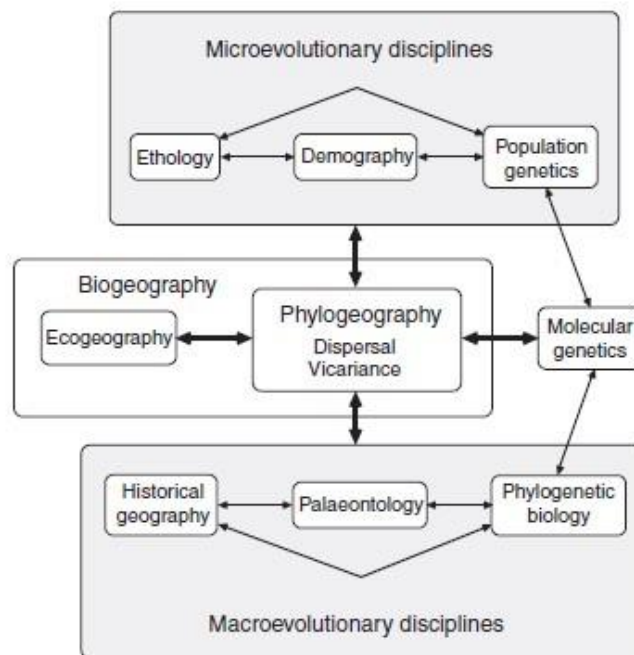 Microevolutionary disciplines
Ethology
Demography
Population
genetics
Biogeography
Ecogeography
Phylogeography
Dispersal
Vicariance
Molecular
genetics
Historical
geography
Palaeontology
Phylogenetic
biology
Macroevolutionary disciplines